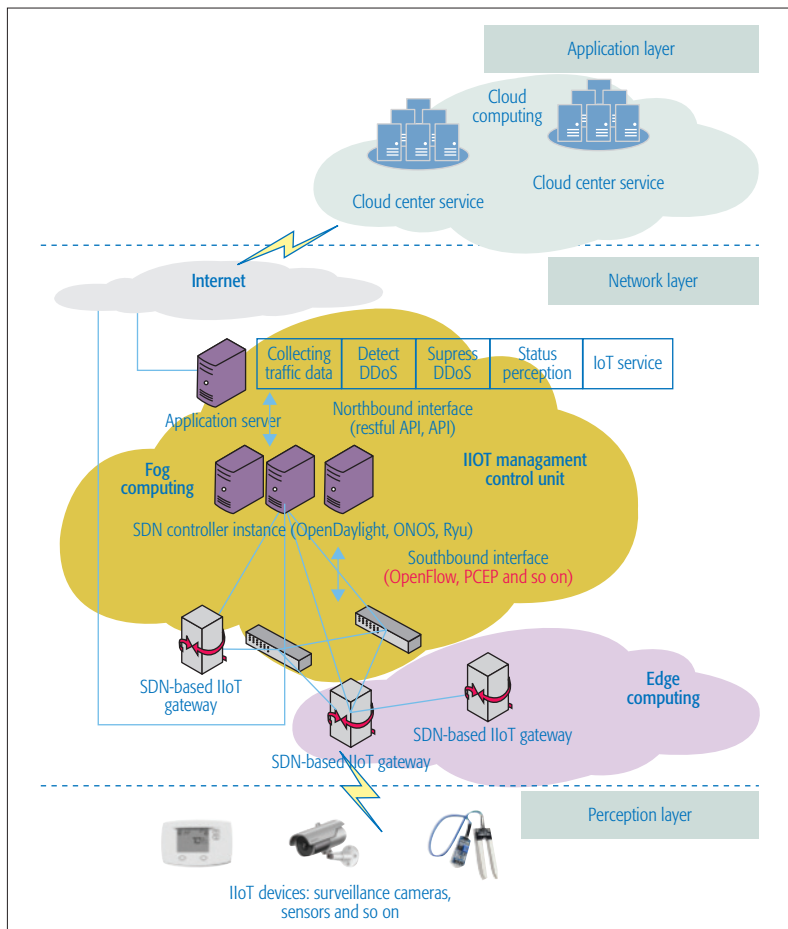 Application layer
Cloud
computing
Cloud center service
Cloud center service
Internet
Network layer
Collecting
traffic data
Detect
DDoS
Supress
DDoS
Status
perception
IoT service
Application server
Northbound interface
(restful API, API)
Fog
computing
IIOT managament
control unit
SDN controller instance (OpenDaylight, ONOS, Ryu)
Southbound interface
(OpenFlow, PCEP and so on)
SDN-based IIoT
gateway
Edge
computing
SDN-based IIoT gateway
SDN-based IIoT gateway
Perception layer
IIoT devices: surveillance cameras,
sensors and so on